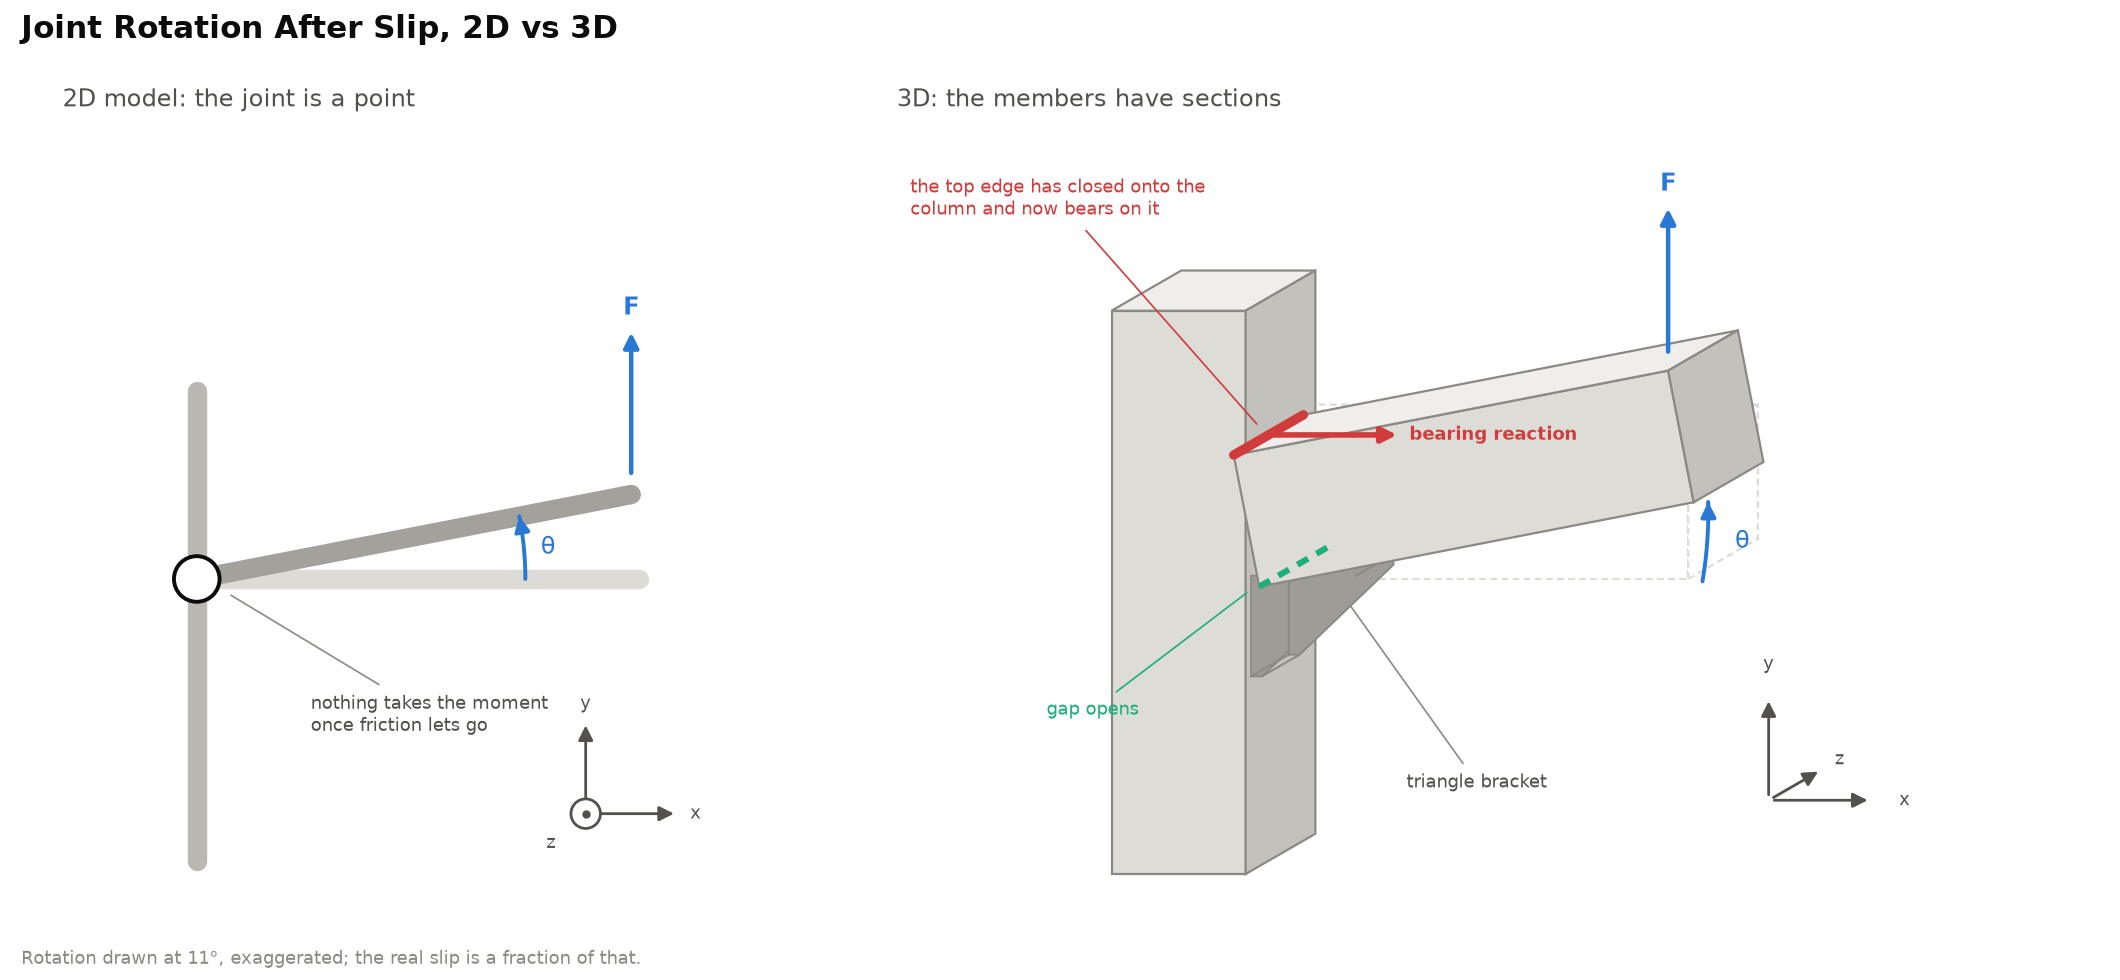 Joint Rotation After Slip, 2D vs 3D
2D model: the joint is a point
F
θ
nothing takes the moment
once friction lets go
y
x
z
3D: the members have sections
the top edge has closed onto the
column and now bears on it
F
bearing reaction
θ
gap opens
triangle bracket
y
z
x
Rotation drawn at 11°, exaggerated; the real slip is a fraction of that.